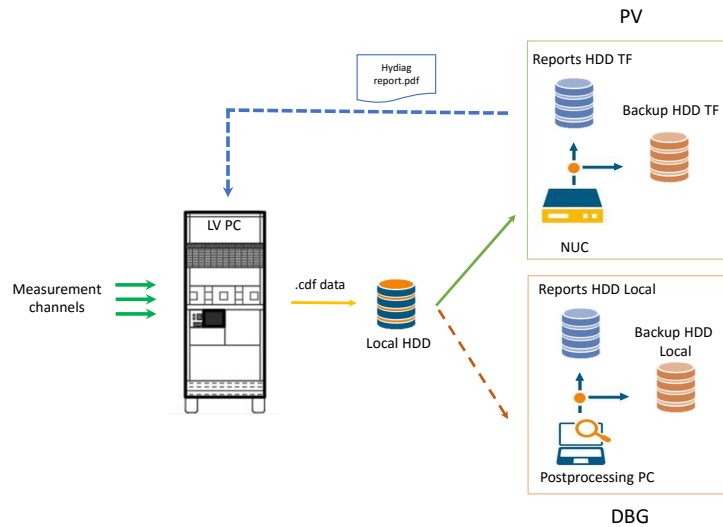 PV
Hydiag
report.pdf
Reports HDD TF
Backup HDD TF
NUC
LV PC
Measurement
channels
.cdf data
Local HDD
Reports HDD Local
Backup HDD
Local
Postprocessing PC
DBG